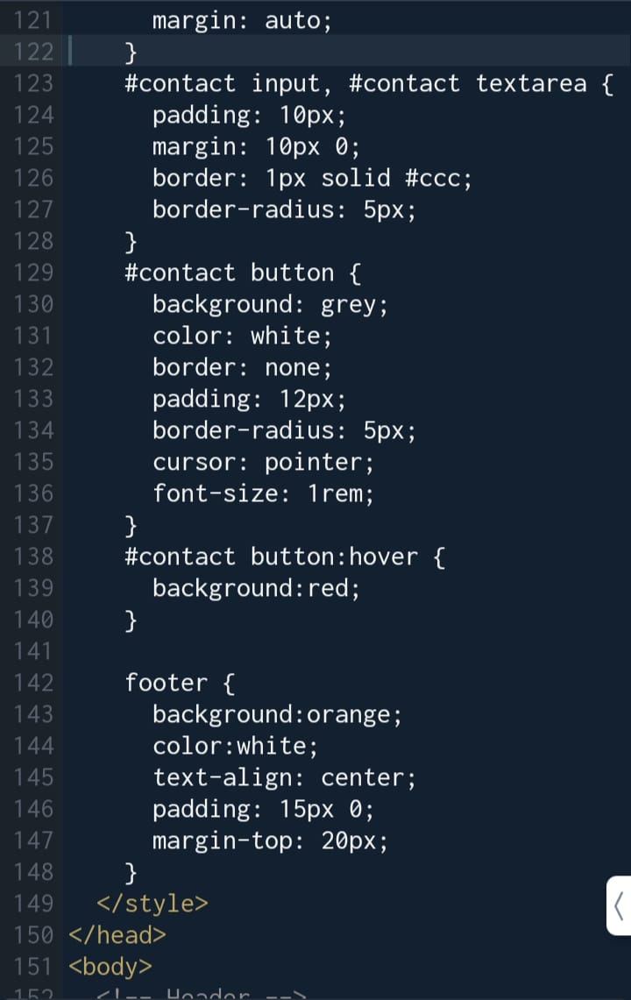 121 margin: auto;
122 }
123 #contact input, #contact textarea {
124 padding: 10px;
125 margin: 10px 0;
126 border: 1px solid #ccc;
127 border-radius: 5px;
128 }
129 #contact button {
130 background: grey;
131 color: white;
132 border: none;
133 padding: 12px;
134 border-radius: 5px;
135 cursor: pointer;
136 font-size: 1rem;
137 }
138 #contact button:hover {
139 background:red;
140 }
141
142 footer {
143 background:orange;
144 color:white;
145 text-align: center;
146 padding: 15px 0;
147 margin-top: 20px;
148 }
149 </style>
150 </head>
151 <body>
152 <!-- Header -->